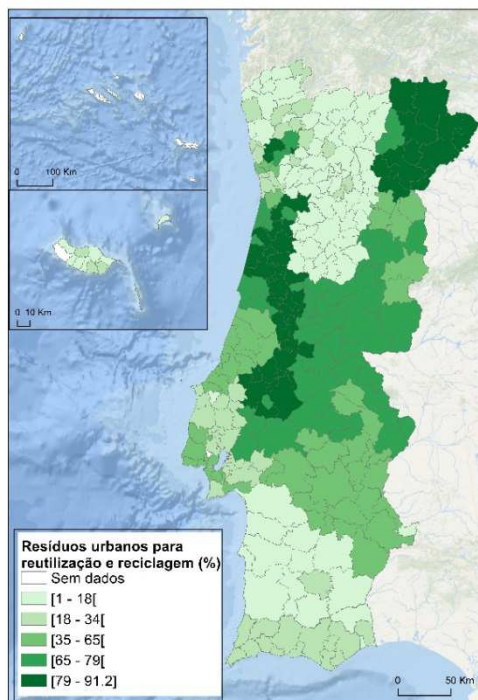 0 100 Km
0 10 Km
Resíduos urbanos para
reutilização e reciclagem (%)
Sem dados
[1 - 18[
[18 - 34[
[35 - 65[
[65 - 79[
[79 - 91.2]
0 50 Km